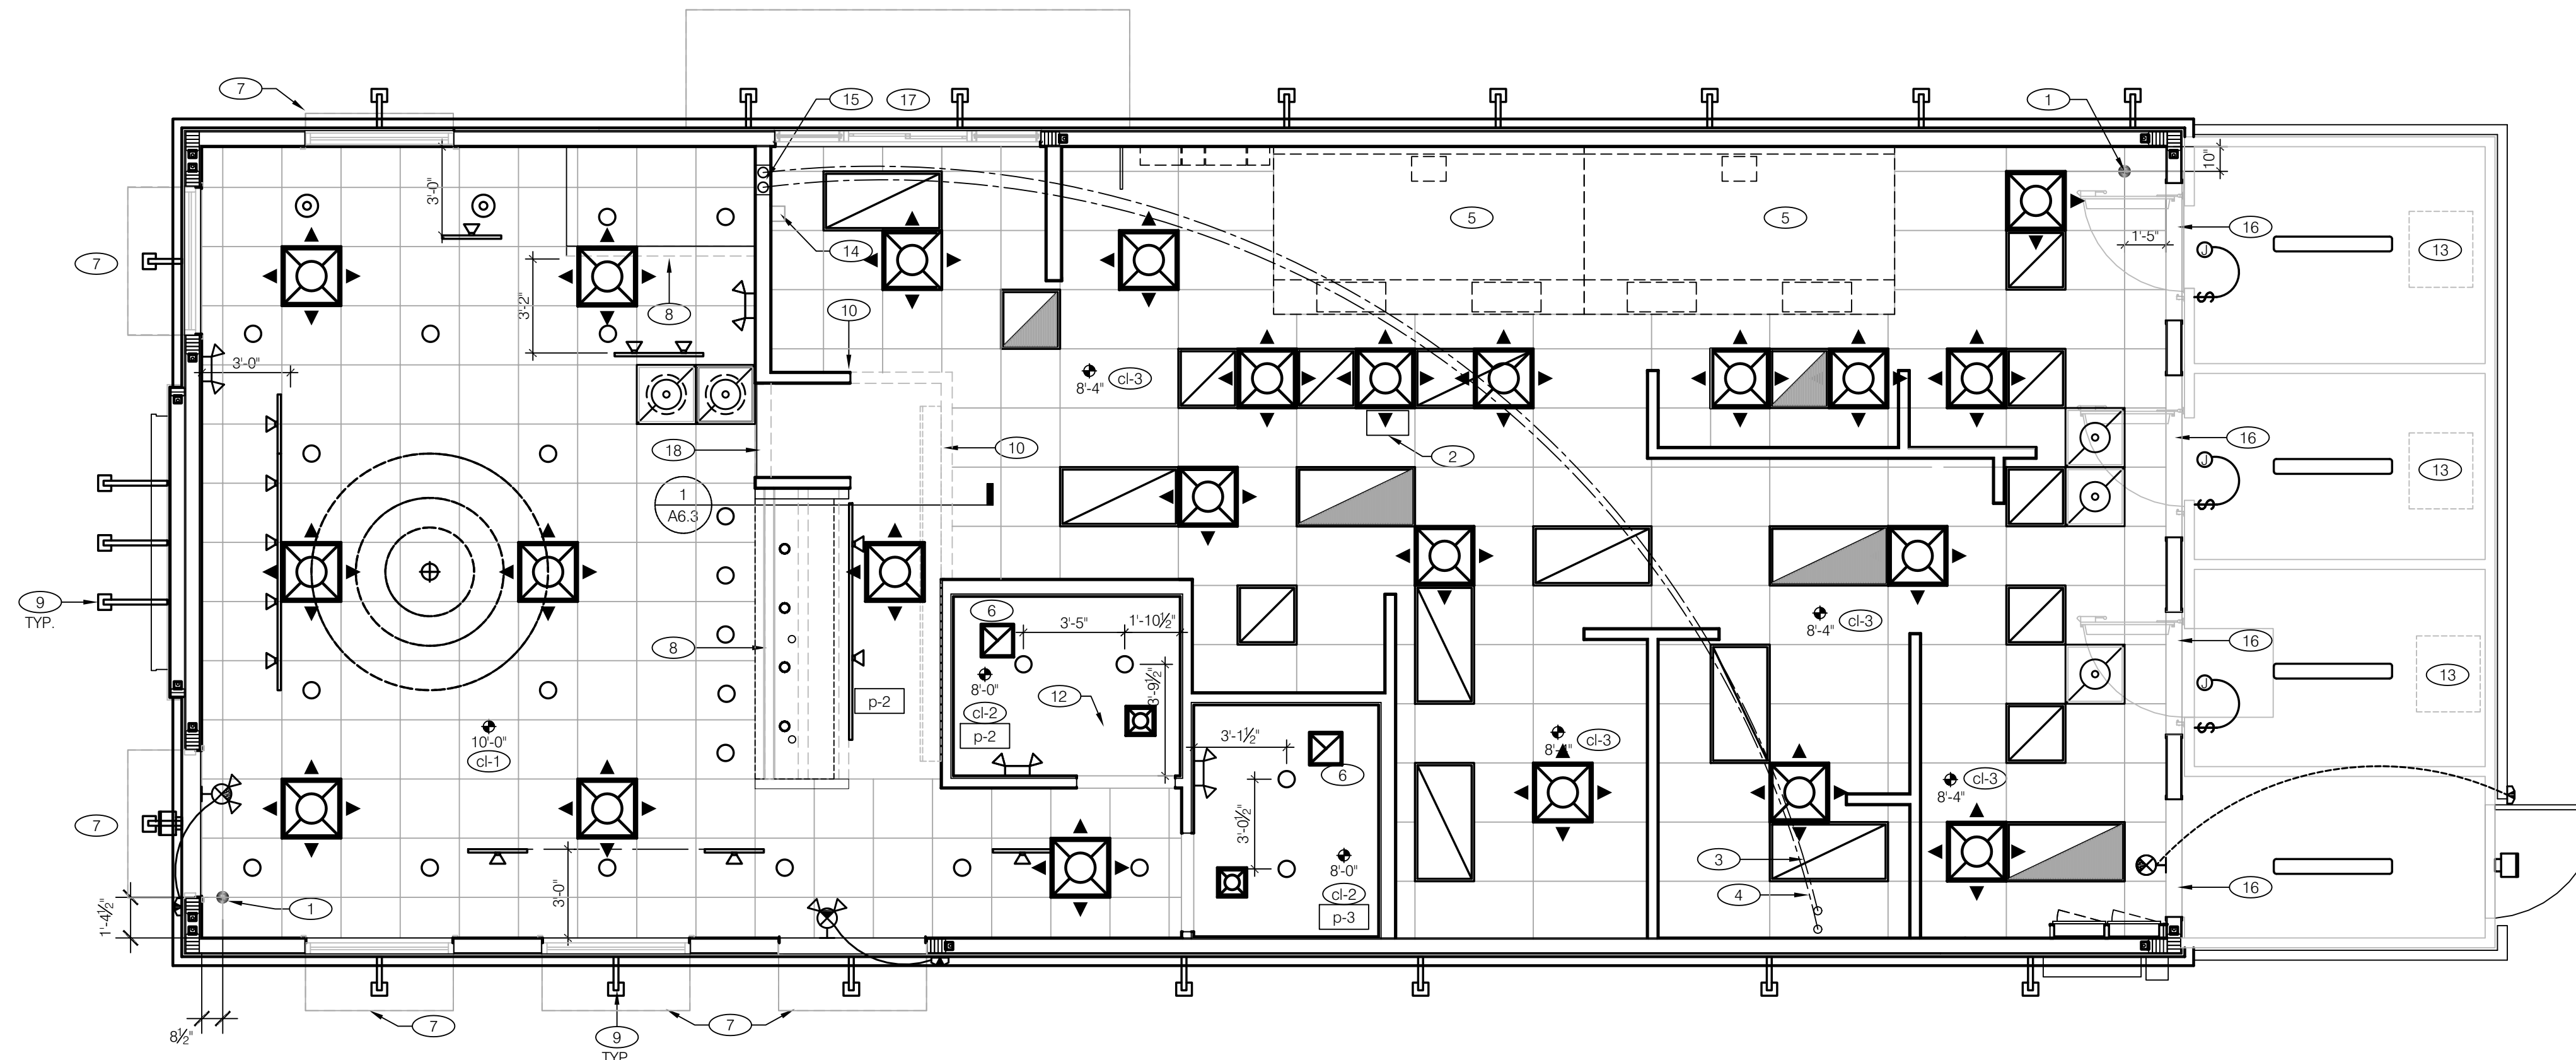 7
15
17
1
10"
3'-0"
5
5
1'-5"
16
J
S
13
7
14
3'-2"
8
10
3'-0"
8'-4"
cl-3
2
18
10
16
J
S
13
1
A6.3
9
TYP.
6
3'-5"
1'-10½"
8'-4"
cl-3
16
8
8'-0"
12
3'-9½"
13
p-2
cl-2
p-2
J
S
10'-0"
cl-1
3'-1½"
8'-4"
cl-3
6
8'-4"
cl-3
7
3'-0½"
3
8'-0"
cl-2
p-3
4
16
3'-0"
1
1'-4½"
8½"
7
7
9
TYP.